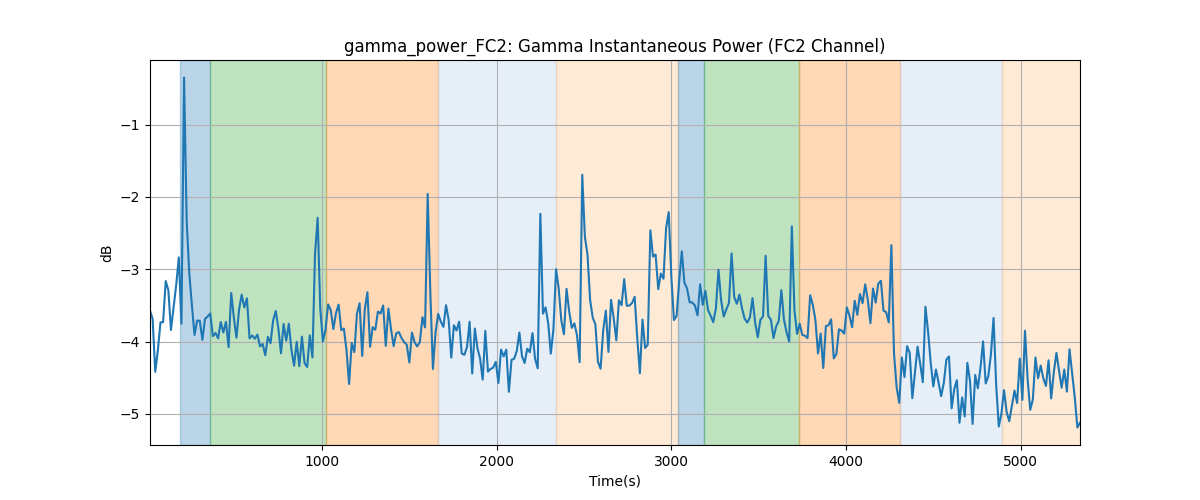 gamma_power_FC2: Gamma Instantaneous Power (FC2 Channel)
−1
−2
−3
−4
−5
dB
1000 2000 3000 4000 5000
Time(s)